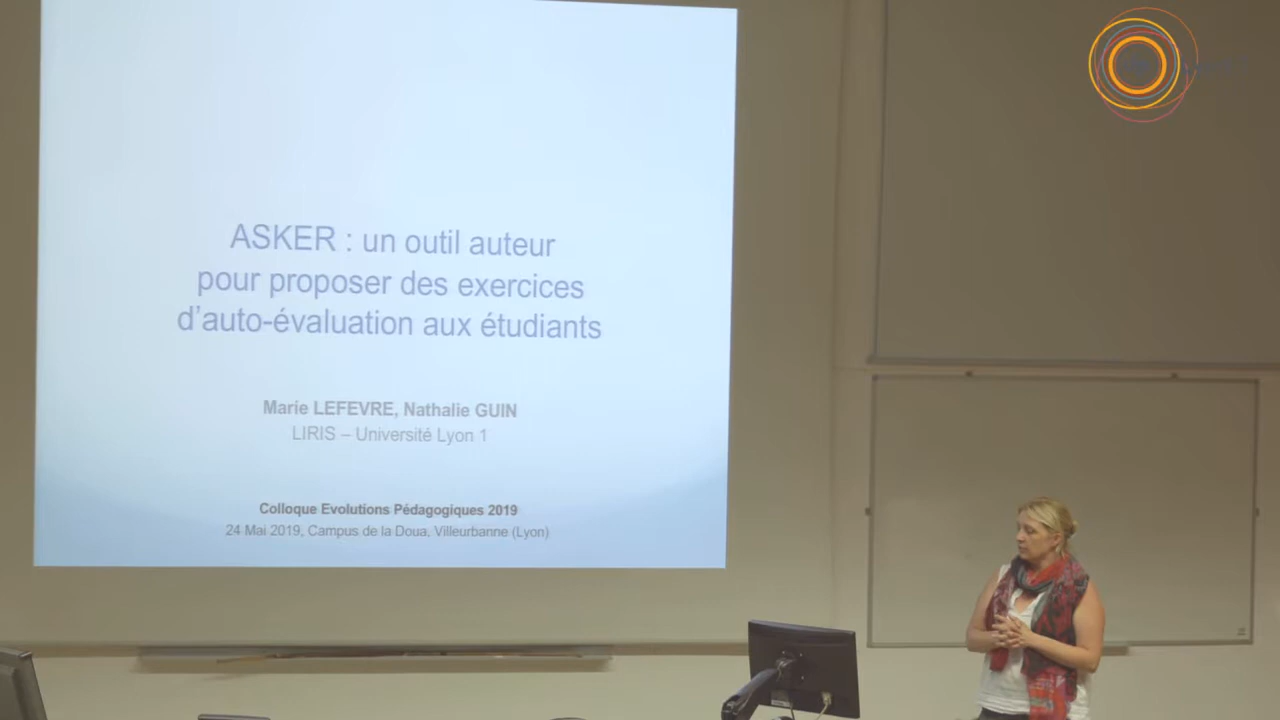 ASKER : un outil auteur
pour proposer des exercices
d'auto-évaluation aux étudiants
Marie LEFEVRE, Nathalie GUIN
LIRIS – Université Lyon 1
Colloque Evolutions Pédagogiques 2019
24 Mai 2019, Campus de la Doua, Villeurbanne (Lyon)